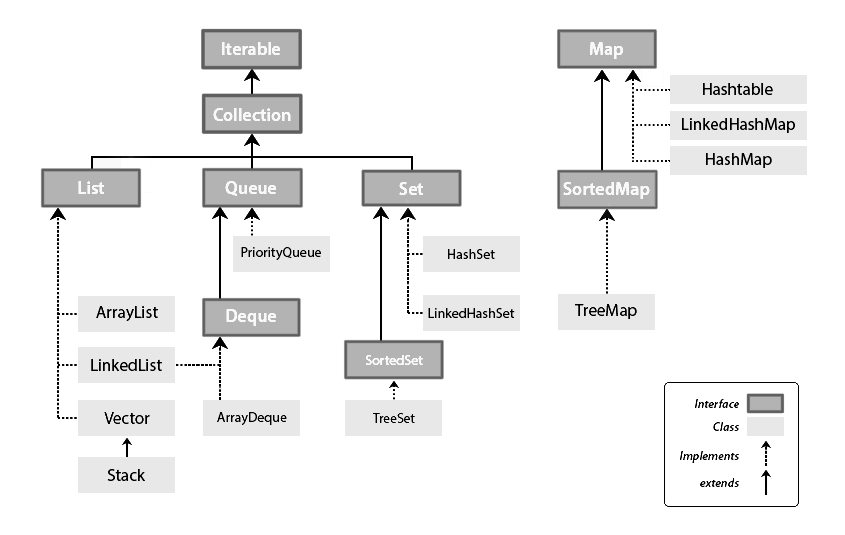 Iterable
Map
Hashtable
Collection
LinkedHashMap
HashMap
List
Queue
Set
SortedMap
PriorityQueue
HashSet
ArrayList
Deque
LinkedHashSet
TreeMap
LinkedList
SortedSet
Interface
Vector
ArrayDeque
TreeSet
Class
Implements
Stack
extends